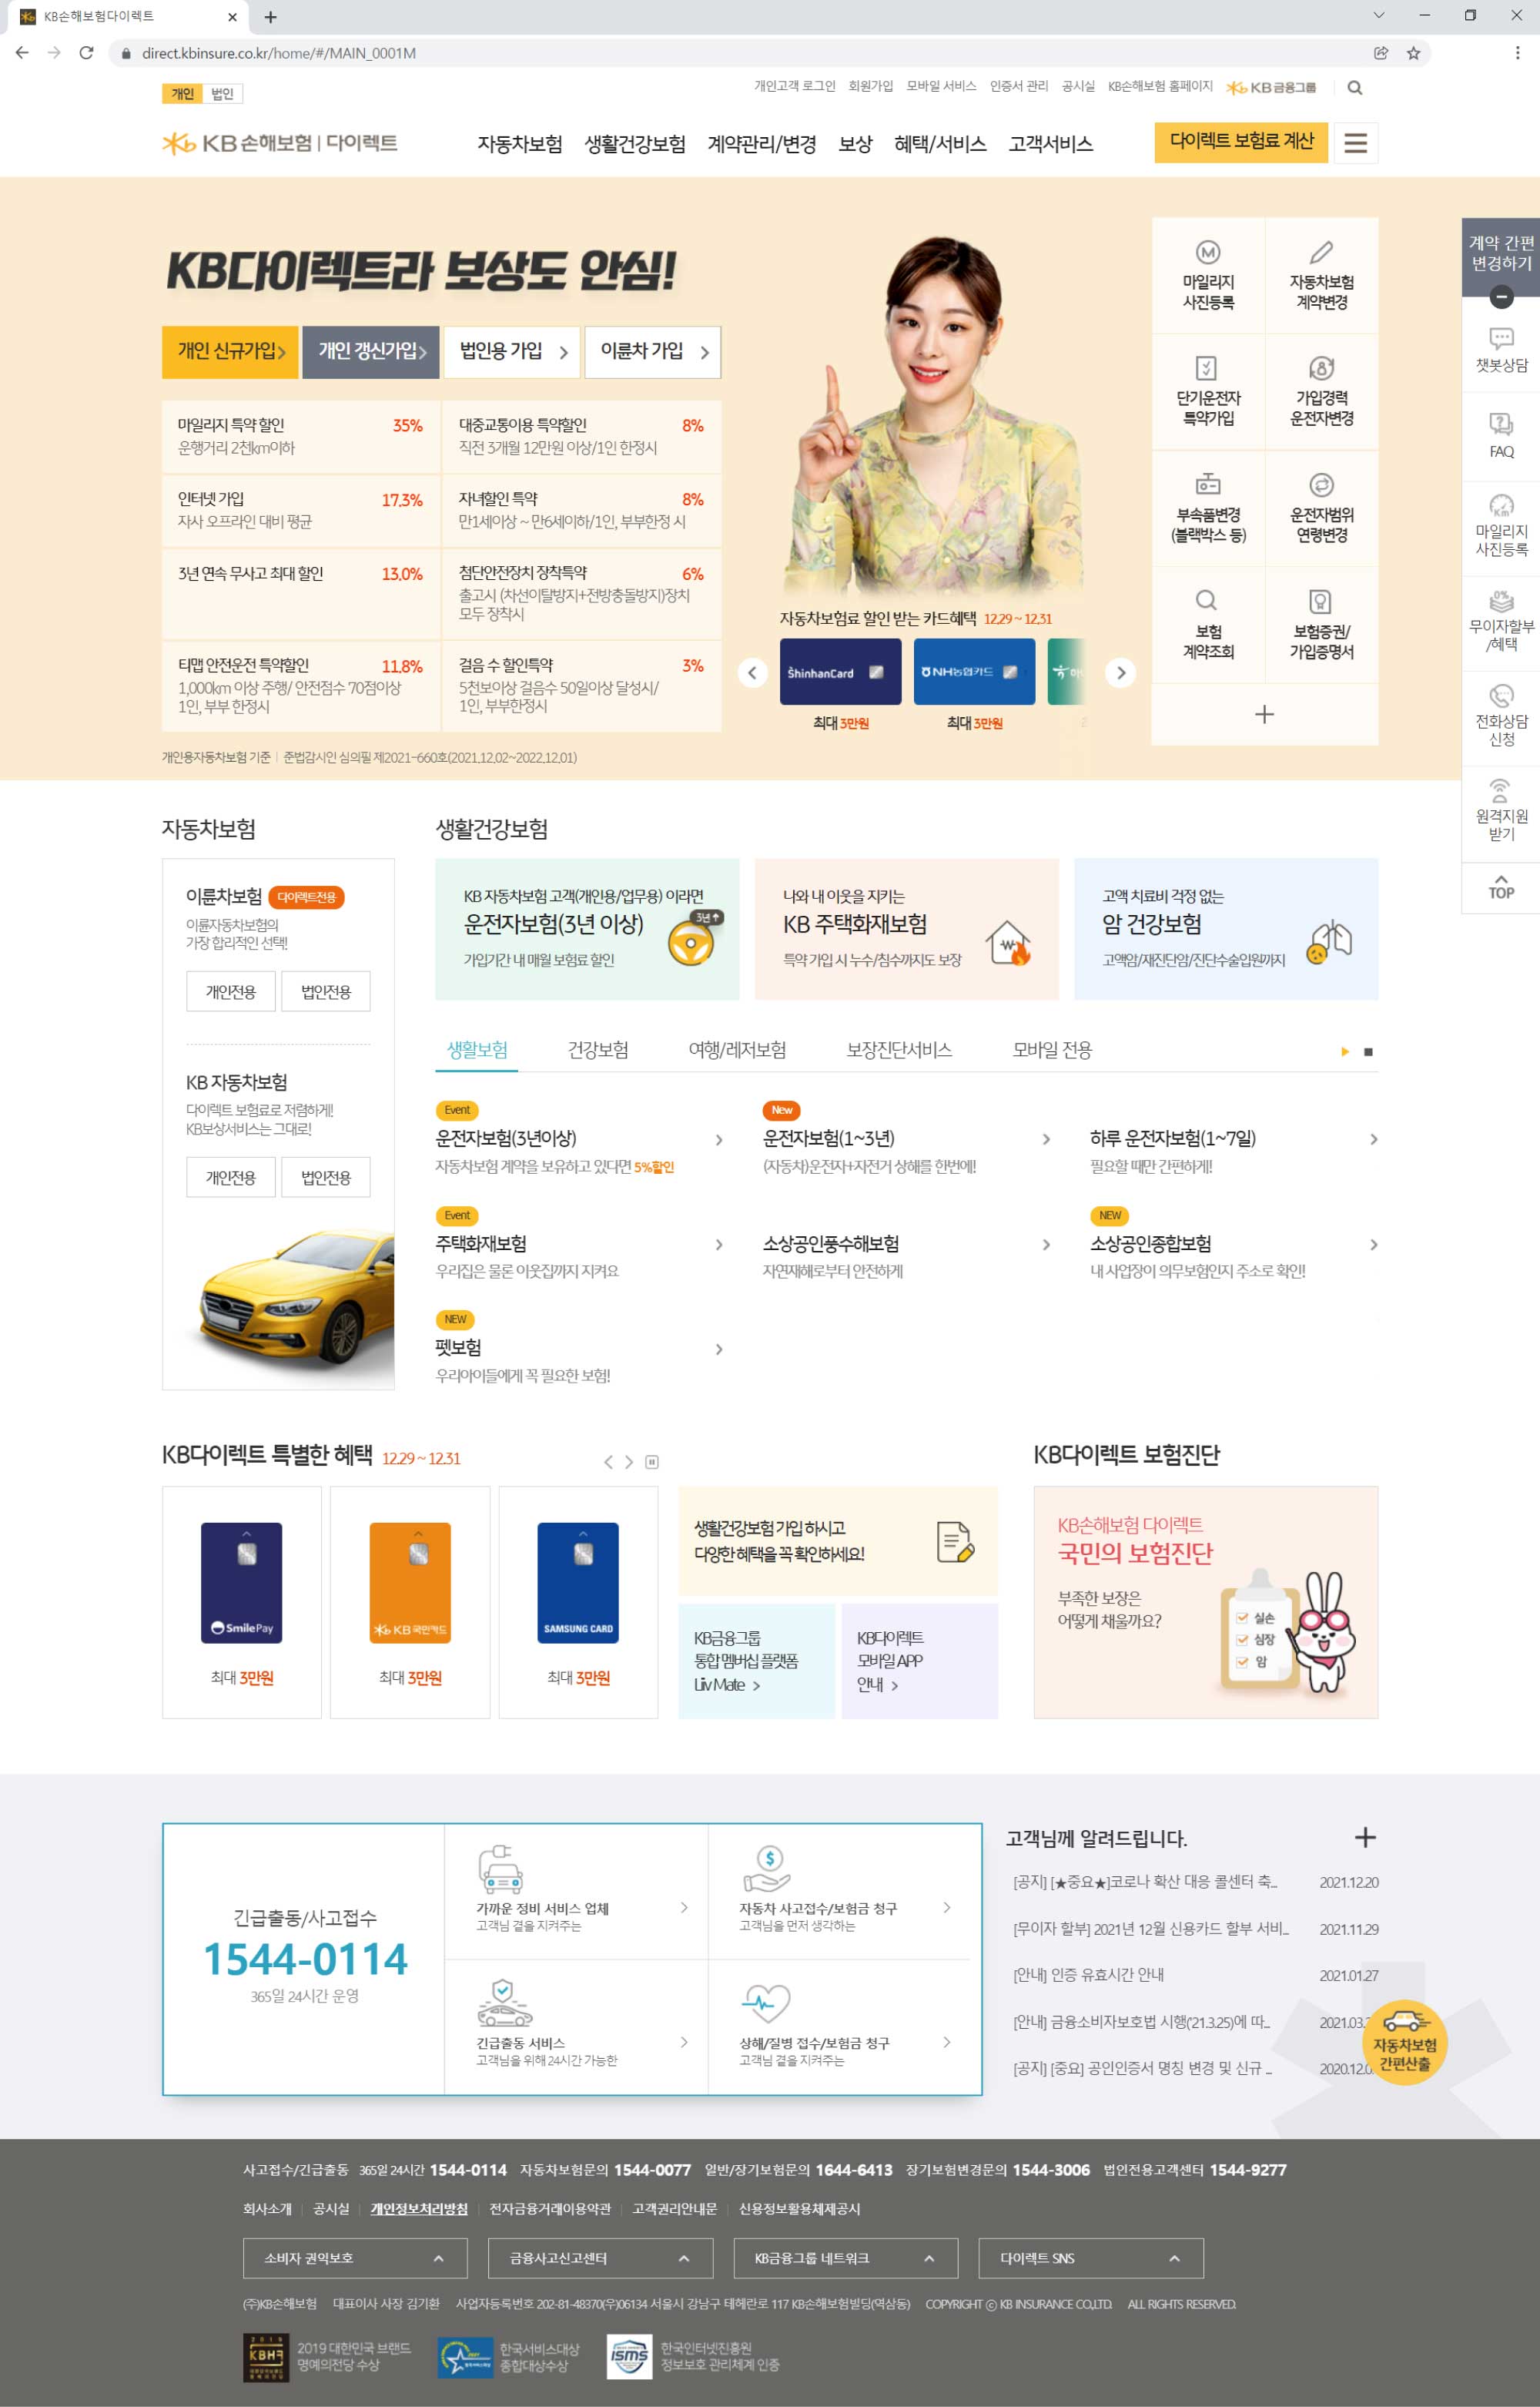 KB손해보험다이렉트
direct.kbinsure.co.kr/home/#/MAIN_0001M
개인 법인
개인고객 로그인 회원가입 모바일 서비스 인증서 관리 공시실 KB손해보험 홈페이지 KB금융그룹
KB손해보험 | 다이렉트
자동차보험 생활건강보험 계약관리/변경 보상 혜택/서비스 고객서비스
다이렉트 보험료 계산
KB다이렉트라 보상도 안심!
개인 신규가입 개인 갱신가입 법인용 가입 이륜차 가입
마일리지 특약 할인 35%
운행거리 2천km이하
대중교통이용 특약할인 8%
직전 3개월 12만원 이상/1인 한정시
인터넷 가입 17.3%
자사 오프라인 대비 평균
자녀할인 특약 8%
만1세이상 ~ 만6세이하/1인, 부부한정 시
3년 연속 무사고 최대 할인 13.0%
첨단안전장치 장착특약 6%
출고시 (차선이탈방지+전방충돌방지)장치
모두 장착시
티맵 안전운전 특약할인 11.8%
1,000km 이상 주행/ 안전점수 70점이상
1인, 부부 한정시
걸음 수 할인특약 3%
5천보이상 걸음수 50일이상 달성시/
1인, 부부한정시
개인용자동차보험 기준 | 준법감시인 심의필 제2021-660호(2021.12.02~2022.12.01)
자동차보험료 할인 받는 카드혜택 12.29 ~ 12.31
ShinhanCard
NH농협카드
최대 3만원
최대 3만원
마일리지
사진등록
자동차보험
계약변경
단기운전자
특약가입
가입경력
운전자변경
부속품변경
(블랙박스 등)
운전자범위
연령변경
보험
계약조회
보험증권/
가입증명서
계약 간편
변경하기
챗봇상담
FAQ
Km
마일리지
사진등록
0%
무이자할부
/혜택
전화상담
신청
원격지원
받기
TOP
자동차보험
이륜차보험 다이렉트전용
이륜자동차보험의
가장 합리적인 선택!
개인전용 법인전용
KB 자동차보험
다이렉트 보험료로 저렴하게!
KB보상서비스는 그대로!
개인전용 법인전용
생활건강보험
KB 자동차보험 고객(개인용/업무용) 이라면
운전자보험(3년 이상)
가입기간 내 매월 보험료 할인
3년↑
나와 내 이웃을 지키는
KB 주택화재보험
특약 가입 시 누수/침수까지도 보장
고액 치료비 걱정 없는
암 건강보험
고액암/재진단암/진단수술입원까지
생활보험 건강보험 여행/레저보험 보장진단서비스 모바일 전용
Event
운전자보험(3년이상)
자동차보험 계약을 보유하고 있다면 5%할인
New
운전자보험(1~3년)
(자동차)운전자+자전거 상해를 한번에!
하루 운전자보험(1~7일)
필요할 때만 간편하게!
Event
주택화재보험
우리집은 물론 이웃집까지 지켜요
소상공인풍수해보험
자연재해로부터 안전하게
NEW
소상공인종합보험
내 사업장이 의무보험인지 주소로 확인!
NEW
펫보험
우리아이들에게 꼭 필요한 보험!
KB다이렉트 특별한 혜택 12.29 ~ 12.31
Smile Pay
최대 3만원
KB국민카드
최대 3만원
SAMSUNG CARD
최대 3만원
생활건강보험 가입 하시고
다양한 혜택을 꼭 확인하세요!
KB금융그룹
통합 멤버십 플랫폼
Liiv Mate
KB다이렉트
모바일 APP
안내
KB다이렉트 보험진단
KB손해보험 다이렉트
국민의 보험진단
부족한 보장은
어떻게 채울까요?
실손
심장
암
긴급출동/사고접수
1544-0114
365일 24시간 운영
가까운 정비 서비스 업체
고객님 곁을 지켜주는
자동차 사고접수/보험금 청구
고객님을 먼저 생각하는
긴급출동 서비스
고객님을 위해 24시간 가능한
상해/질병 접수/보험금 청구
고객님 곁을 지켜주는
고객님께 알려드립니다.
[공지] [★중요★]코로나 확산 대응 콜센터 축... 2021.12.20
[무이자 할부] 2021년 12월 신용카드 할부 서비... 2021.11.29
[안내] 인증 유효시간 안내 2021.01.27
[안내] 금융소비자보호법 시행('21.3.25)에 따... 2021.03.
[공지] [중요] 공인인증서 명칭 변경 및 신규 ... 2020.12.0
자동차보험
간편산출
사고접수/긴급출동 365일 24시간 1544-0114 자동차보험문의 1544-0077 일반/장기보험문의 1644-6413 장기보험변경문의 1544-3006 법인전용고객센터 1544-9277
회사소개 | 공시실 | 개인정보처리방침 | 전자금융거래이용약관 | 고객권리안내문 | 신용정보활용체제공시
소비자 권익보호 금융사고신고센터 KB금융그룹 네트워크 다이렉트 SNS
(주)KB손해보험 대표이사 사장 김기환 사업자등록번호 202-81-48370(우)06134 서울시 강남구 테헤란로 117 KB손해보험빌딩(역삼동) COPYRIGHT ⓒ KB INSURANCE CO.,LTD. ALL RIGHTS RESERVED.
2019
KBHF
2019 대한민국 브랜드
명예의전당 수상
한국서비스대상
종합대상수상
ISMS
한국인터넷진흥원
정보보호 관리체계 인증